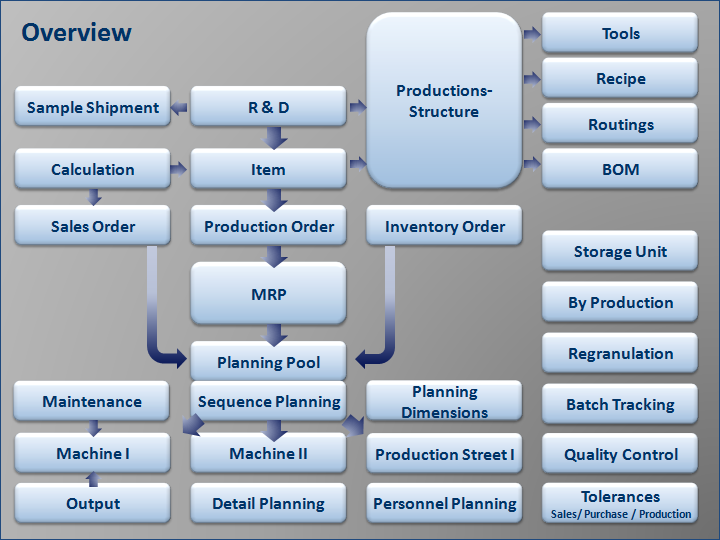 Overview
Tools
Productions-
Structure
Recipe
Sample Shipment
R & D
Routings
Calculation
Item
BOM
Sales Order
Production Order
Inventory Order
Storage Unit
MRP
By Production
Planning Pool
Regranulation
Maintenance
Sequence Planning
Planning
Dimensions
Batch Tracking
Machine I
Machine II
Production Street I
Quality Control
Output
Detail Planning
Personnel Planning
Tolerances
Sales/ Purchase / Production